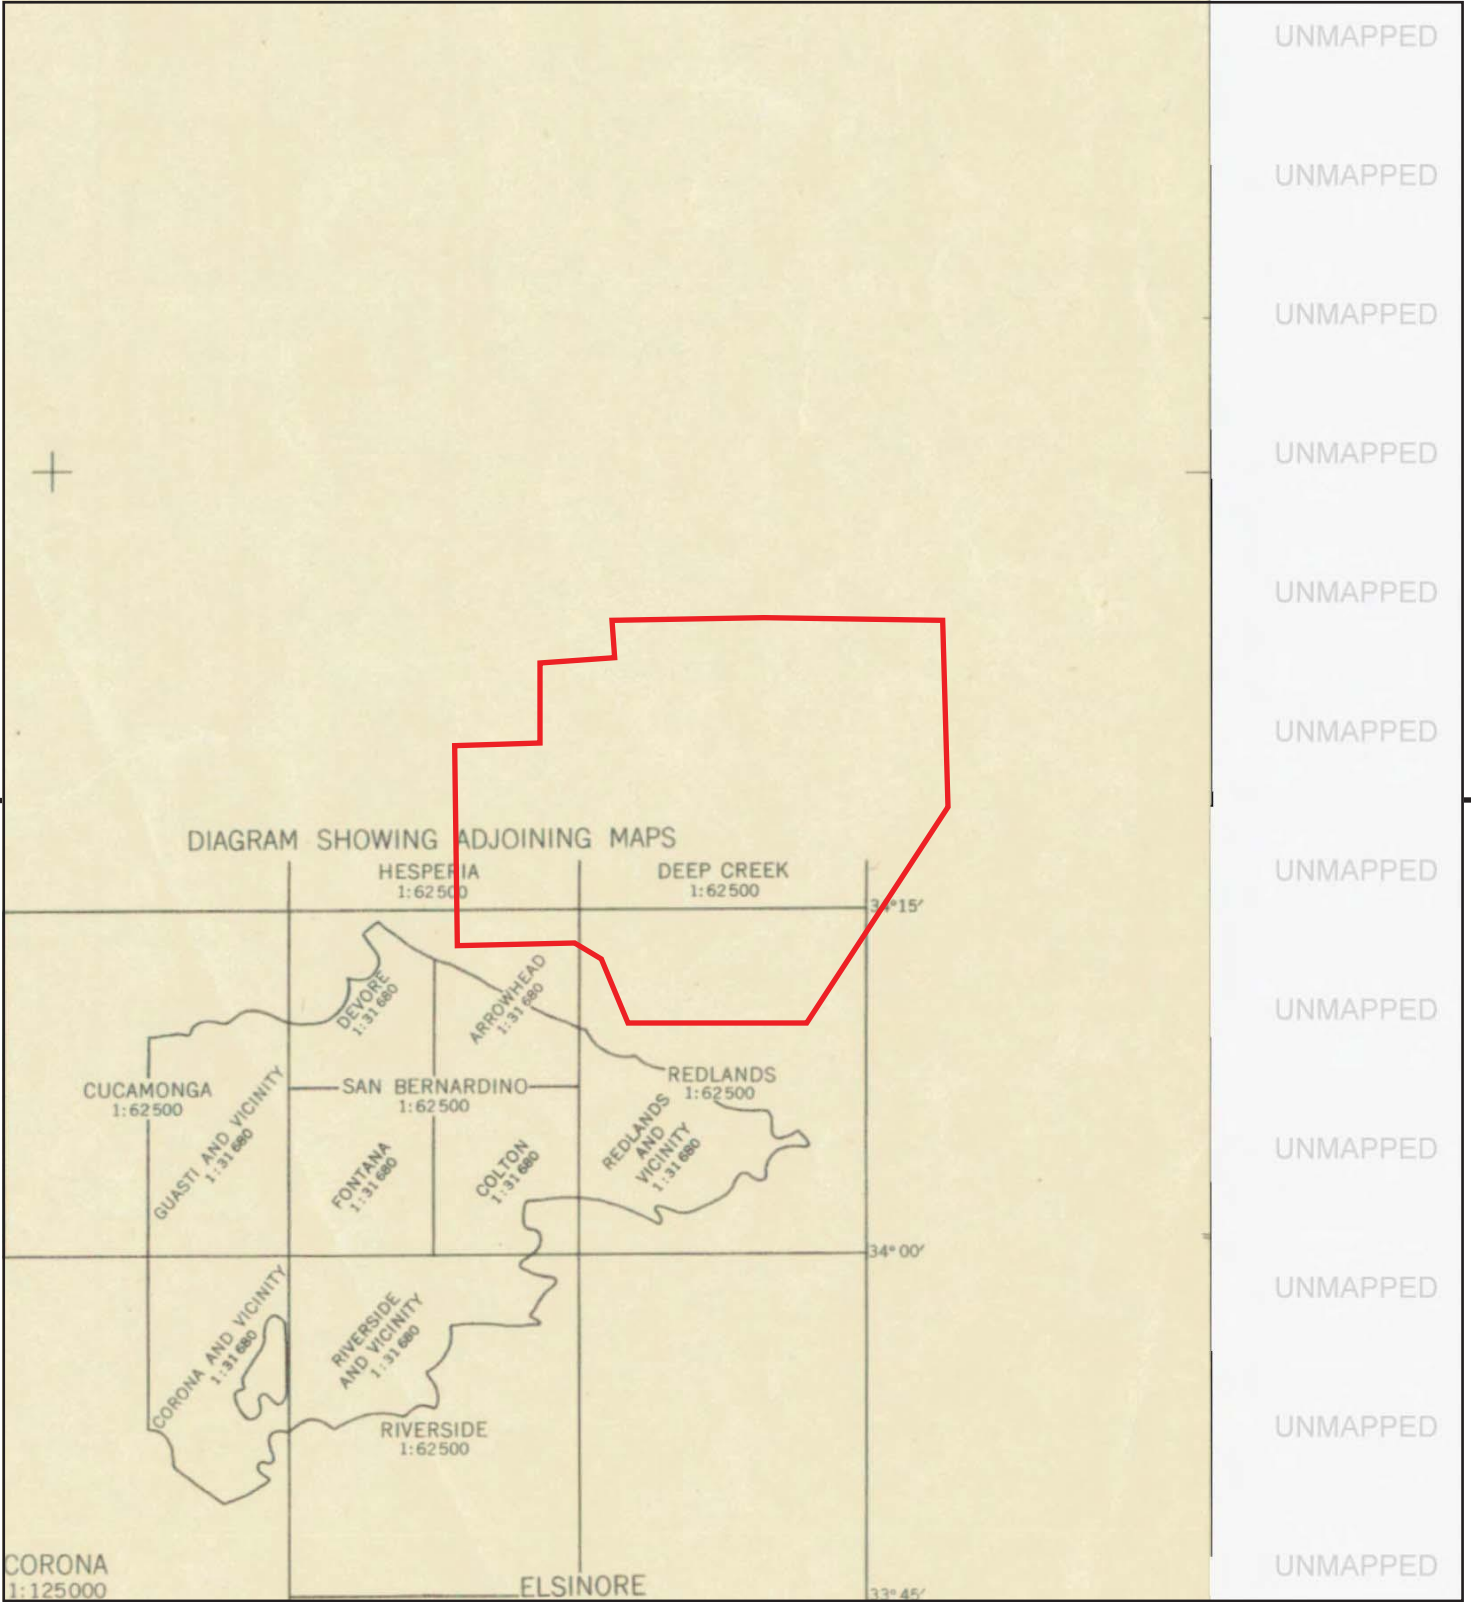 UNMAPPED
UNMAPPED
UNMAPPED
UNMAPPED
UNMAPPED
UNMAPPED
DIAGRAM SHOWING ADJOINING MAPS
HESPERIA
1:62500
DEEP CREEK
1:62500
UNMAPPED
34°15′
DEVORE
1:31680
ARROWHEAD
1:31680
UNMAPPED
CUCAMONGA
1:62500
SAN BERNARDINO
1:62500
REDLANDS
1:62500
GUASTI AND VICINITY
1:31680
FONTANA
1:31680
COLTON
1:31680
REDLANDS
AND
VICINITY
1:31680
UNMAPPED
34°00′
UNMAPPED
CORONA AND VICINITY
1:31680
RIVERSIDE
AND VICINITY
1:31680
RIVERSIDE
1:62500
UNMAPPED
CORONA
1:125000
ELSINORE
33°45′
UNMAPPED